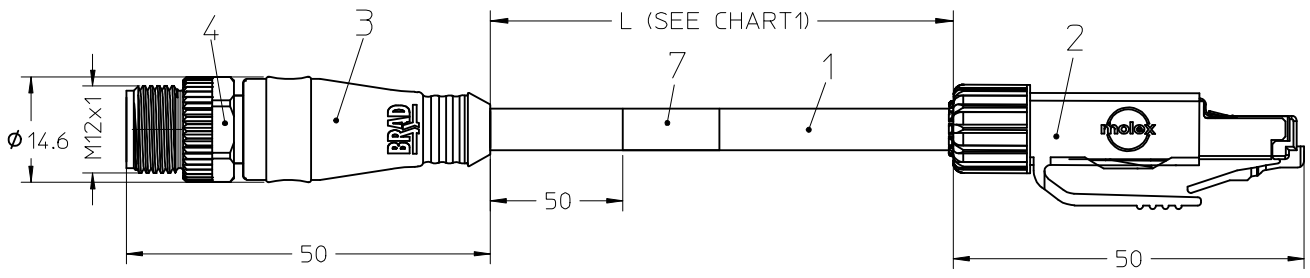 L (SEE CHART1)
4
3
7
1
2
Ø14.6
M12x1
BRAD
molex
50
50
50